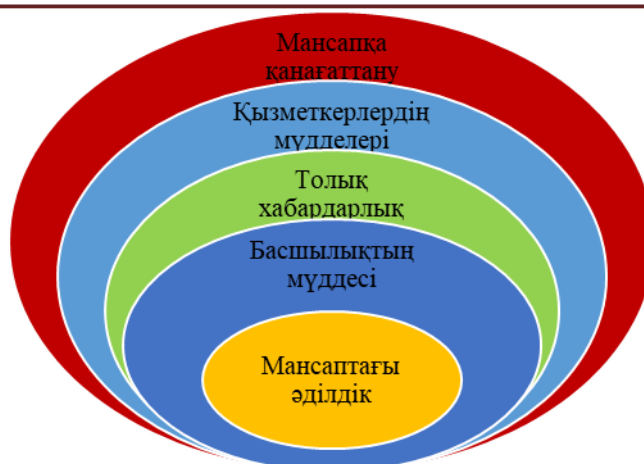 Мансапқа
қанағаттану
Қызметкерлердің
мүдделері
Толық
хабардарлық
Басшылықтың
мүддесі
Мансаптағы
әділдік